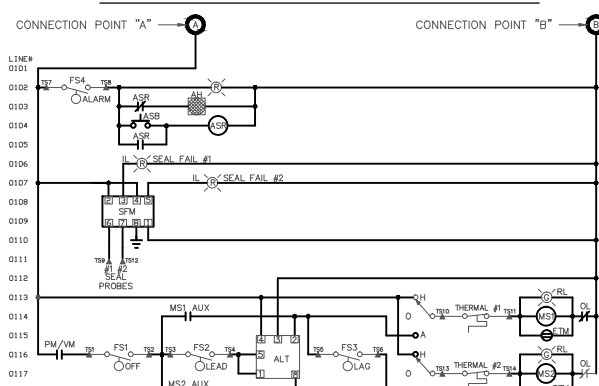 CONNECTION POINT "A" A CONNECTION POINT "B" B
LINE#
0101
0102 TS7 FS4 TS8 R
ALARM ASR AH
0103
ASB
0104 ASR
ASR
0105
0106 IL R SEAL FAIL #1
0107 IL R SEAL FAIL #2
0108 2 3 4 5
SFM
0109 6 7 8 1
0110
0111 TS9 TS12
#1 #2
0112 SEAL
PROBES
0113 H G RL
MS1 AUX THERMAL #1 OL
0114 4 3 2 O TS10 TS11 MS1
0115 A ETM
PM/VM FS1 FS2 FS3 H G RL
0116 TS1 TS2 TS3 TS4 5 ALT TS5 TS6
OFF LEAD LAG THERMAL #2 OL
0117 1 O TS13 TS14 MS2
MS2 AUX 8 ETM